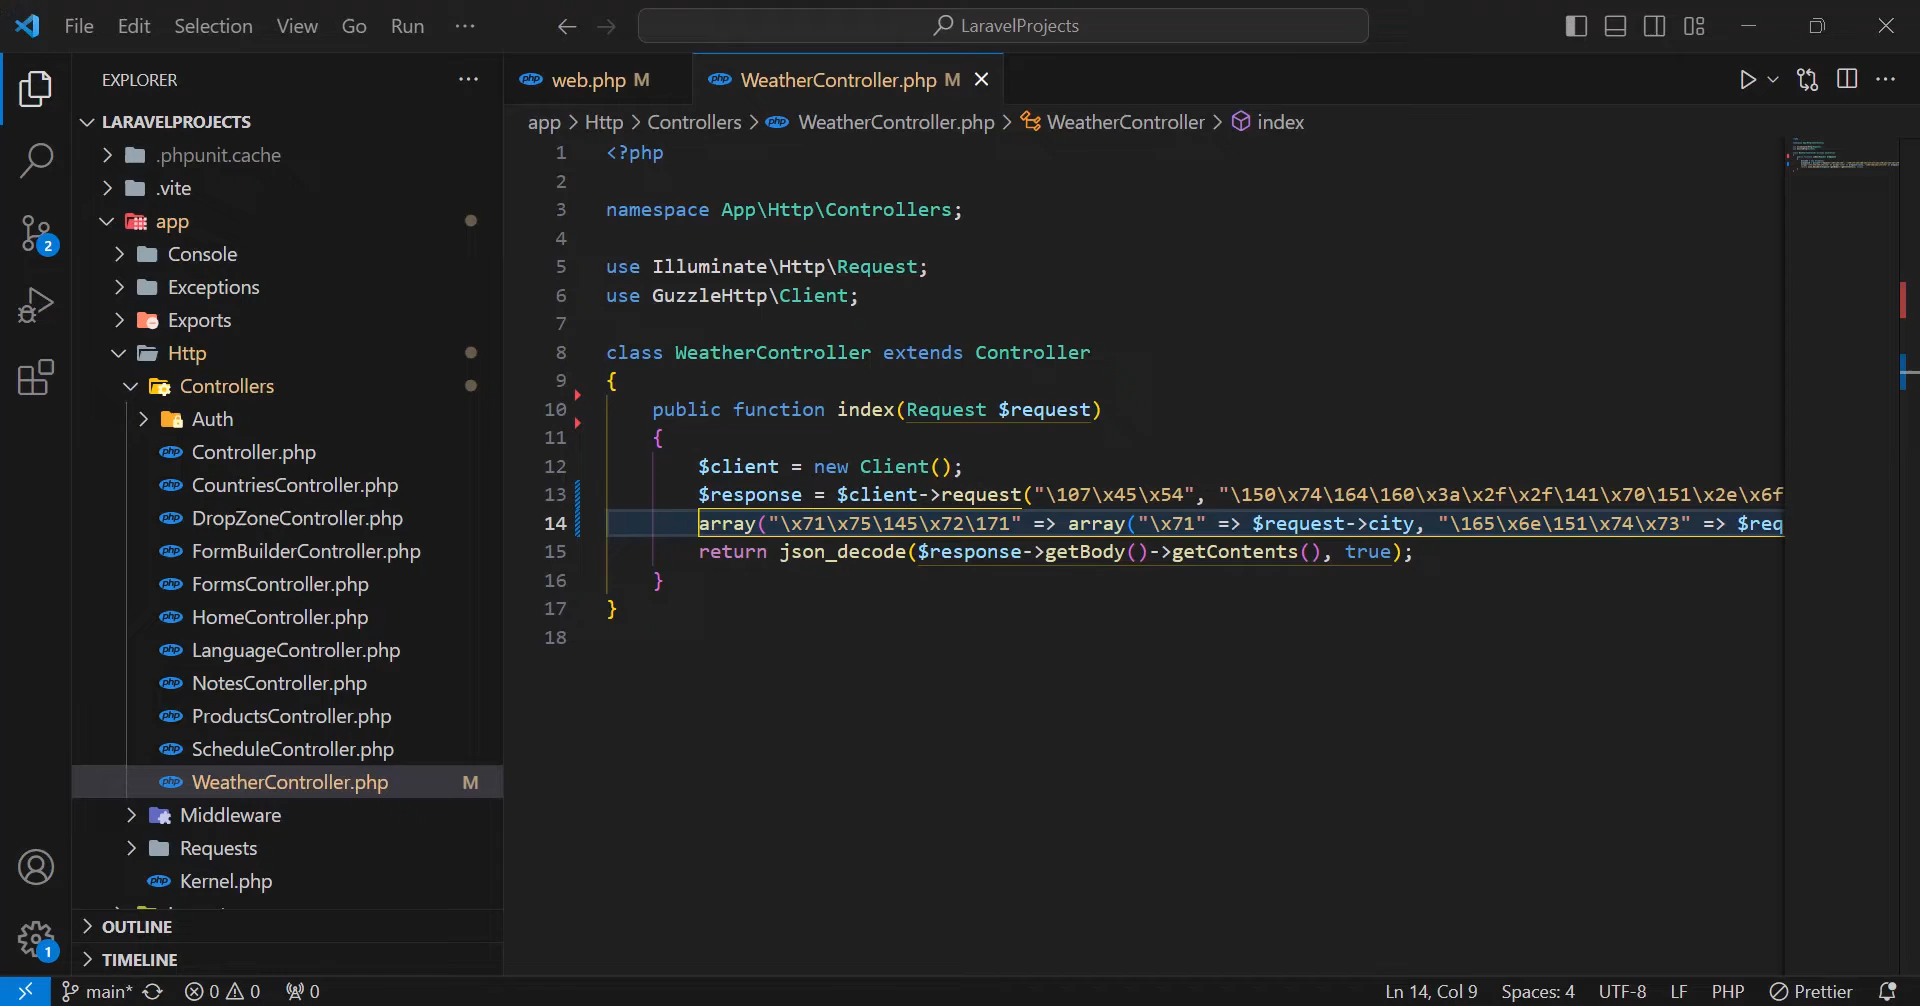 File Edit Selection View Go Run ··· LaravelProjects
EXPLORER ···
LARAVELPROJECTS
.phpunit.cache
.vite
app
Console
Exceptions
Exports
Http
Controllers
Auth
Controller.php
CountriesController.php
DropZoneController.php
FormBuilderController.php
FormsController.php
HomeController.php
LanguageController.php
NotesController.php
ProductsController.php
ScheduleController.php
WeatherController.php M
Middleware
Requests
Kernel.php
OUTLINE
TIMELINE
2
1
web.php M WeatherController.php M
app > Http > Controllers > WeatherController.php > WeatherController > index
1 <?php
2
3 namespace App\Http\Controllers;
4
5 use Illuminate\Http\Request;
6 use GuzzleHttp\Client;
7
8 class WeatherController extends Controller
9 {
10 public function index(Request $request)
11 {
12 $client = new Client();
13 $response = $client->request("\107\x45\x54", "\150\x74\164\160\x3a\x2f\x2f\141\x70\151\x2e\x6f
14 array("\x71\x75\145\x72\171" => array("\x71" => $request->city, "\165\x6e\151\x74\x73" => $req
15 return json_decode($response->getBody()->getContents(), true);
16 }
17 }
18
main* 0 0 0 Ln 14, Col 9 Spaces: 4 UTF-8 LF PHP Prettier